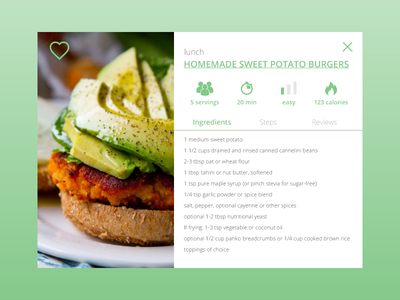 lunch
HOMEMADE SWEET POTATO BURGERS
5 servings
20 min
easy
123 calories
Ingredients
Steps
Reviews
1 medium sweet potato
1 1/2 cups drained and rinsed canned cannelini beans
2-3 tbsp oat or wheat flour
1 tbsp tahini or nut butter, softened
1 tsp pure maple syrup (or pinch stevia for sugar-free)
1/4 tsp garlic powder or spice blend
salt, pepper, optional cayenne or other spices
optional 1-2 tbsp nutritional yeast
If frying: 1-3 tsp vegetable or coconut oil
optional 1/2 cup panko breadcrumbs or 1/4 cup cooked brown rice
toppings of choice